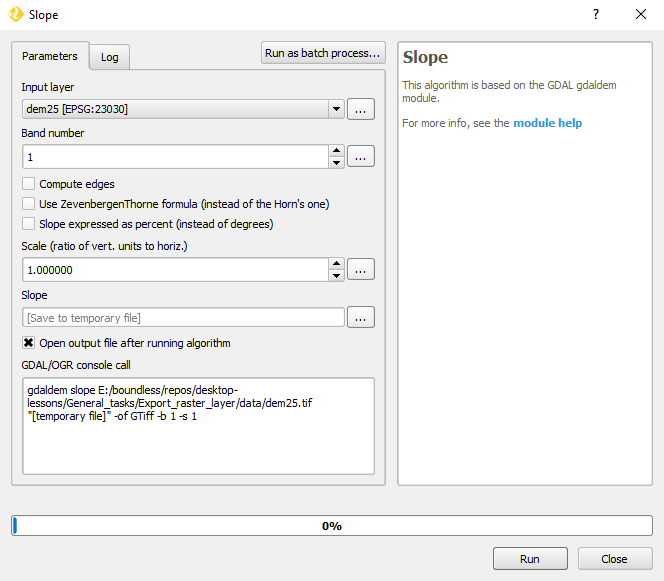 Slope
?
Parameters
Log
Run as batch process...
Input layer
dem25 [EPSG:23030]
...
Band number
1
...
Compute edges
Use ZevenbergenThorne formula (instead of the Horn's one)
Slope expressed as percent (instead of degrees)
Scale (ratio of vert. units to horiz.)
1.000000
...
Slope
[Save to temporary file]
...
Open output file after running algorithm
GDAL/OGR console call
gdaldem slope E:/boundless/repos/desktop-
lessons/General_tasks/Export_raster_layer/data/dem25.tif
"[temporary file]" -of GTiff -b 1 -s 1
Slope
This algorithm is based on the GDAL gdaldem
module.
For more info, see the module help
0%
Run
Close